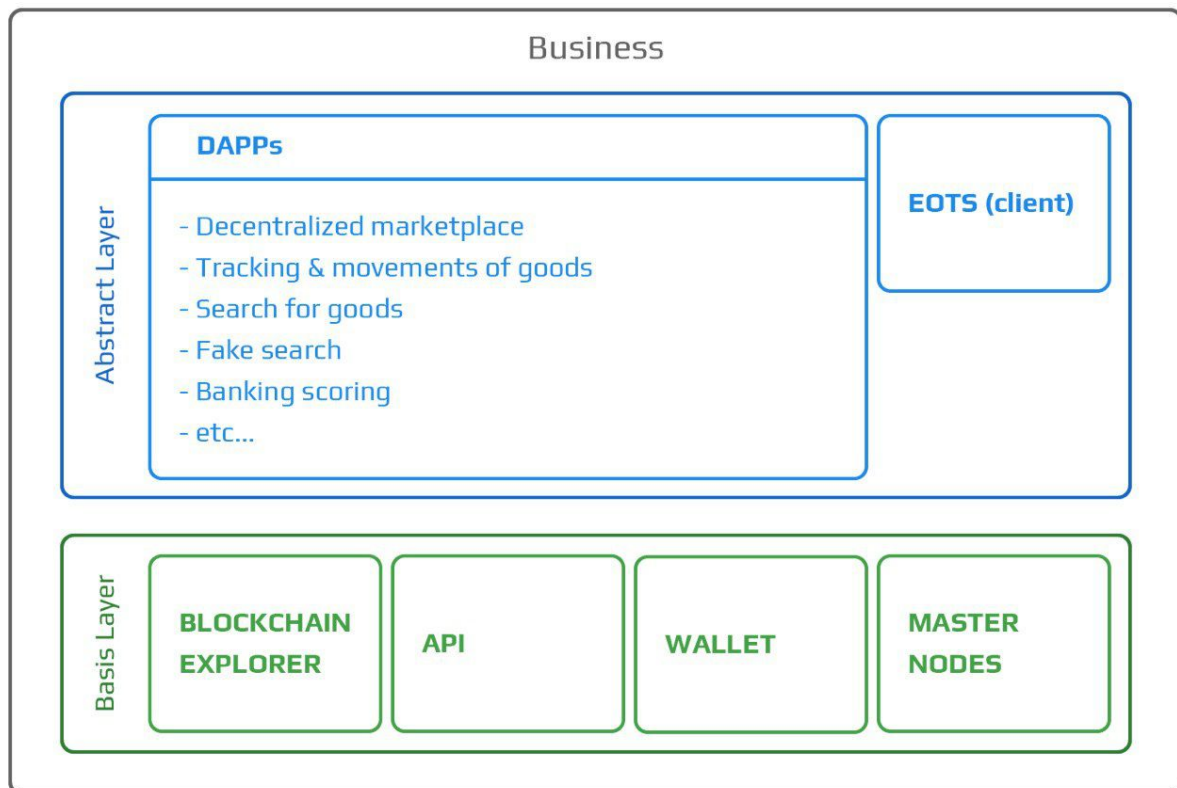 Business
Abstract Layer
DAPPs
- Decentralized marketplace
- Tracking & movements of goods
- Search for goods
- Fake search
- Banking scoring
- etc...
EOTS (client)
Basis Layer
BLOCKCHAIN
EXPLORER
API
WALLET
MASTER
NODES